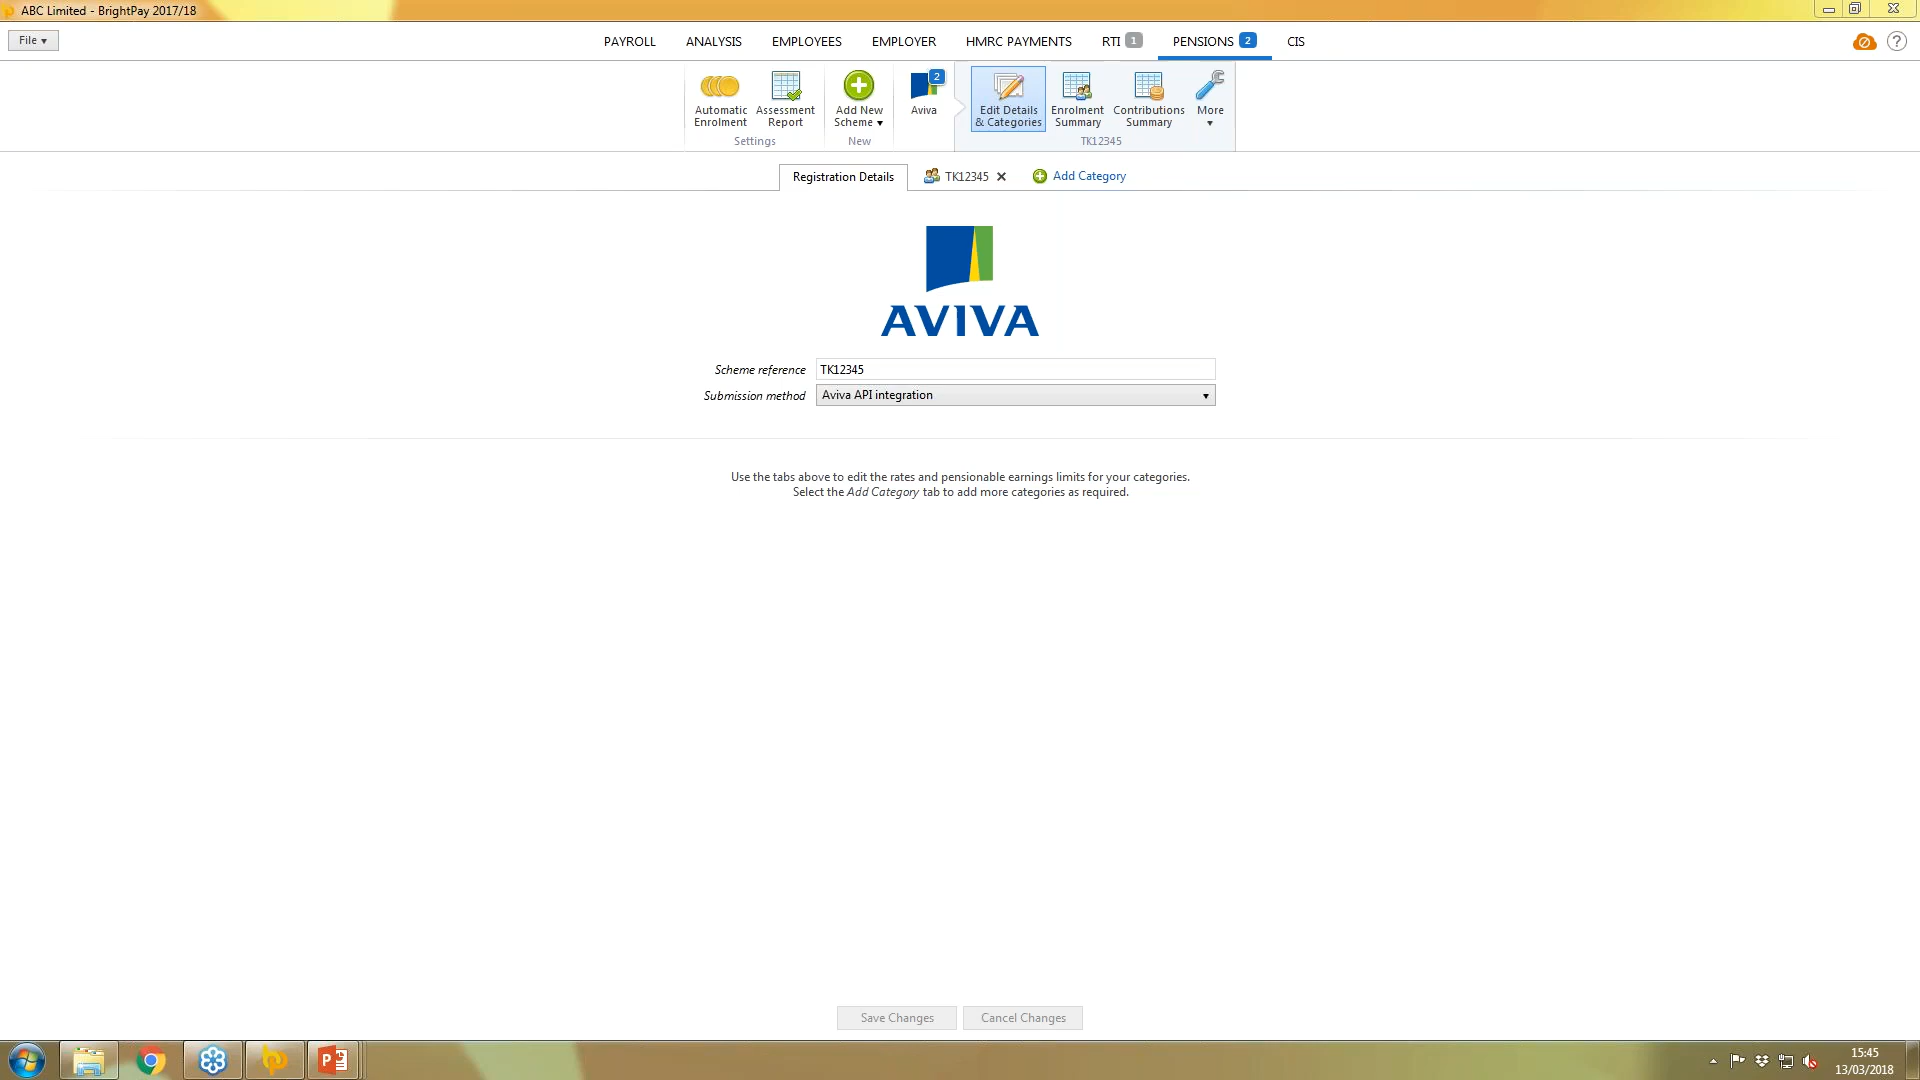 ABC Limited - BrightPay 2017/18
File
PAYROLL ANALYSIS EMPLOYEES EMPLOYER HMRC PAYMENTS RTI 1 PENSIONS 2 CIS
?
2
Automatic Enrolment
Assessment Report
Settings
Add New Scheme
New
Aviva
Edit Details & Categories
Enrolment Summary
Contributions Summary
More
TK12345
Registration Details TK12345 Add Category
AVIVA
Scheme reference TK12345
Submission method Aviva API integration
Use the tabs above to edit the rates and pensionable earnings limits for your categories.
Select the Add Category tab to add more categories as required.
Save Changes Cancel Changes
15:45
13/03/2018